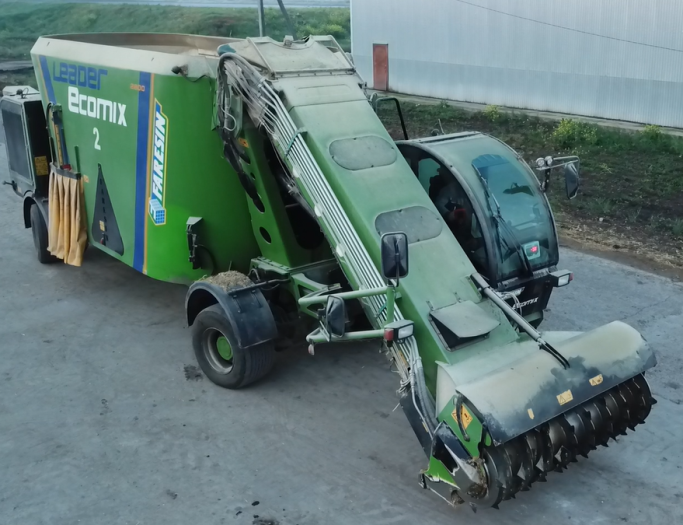 Leader
ecomix
2
FARESIN